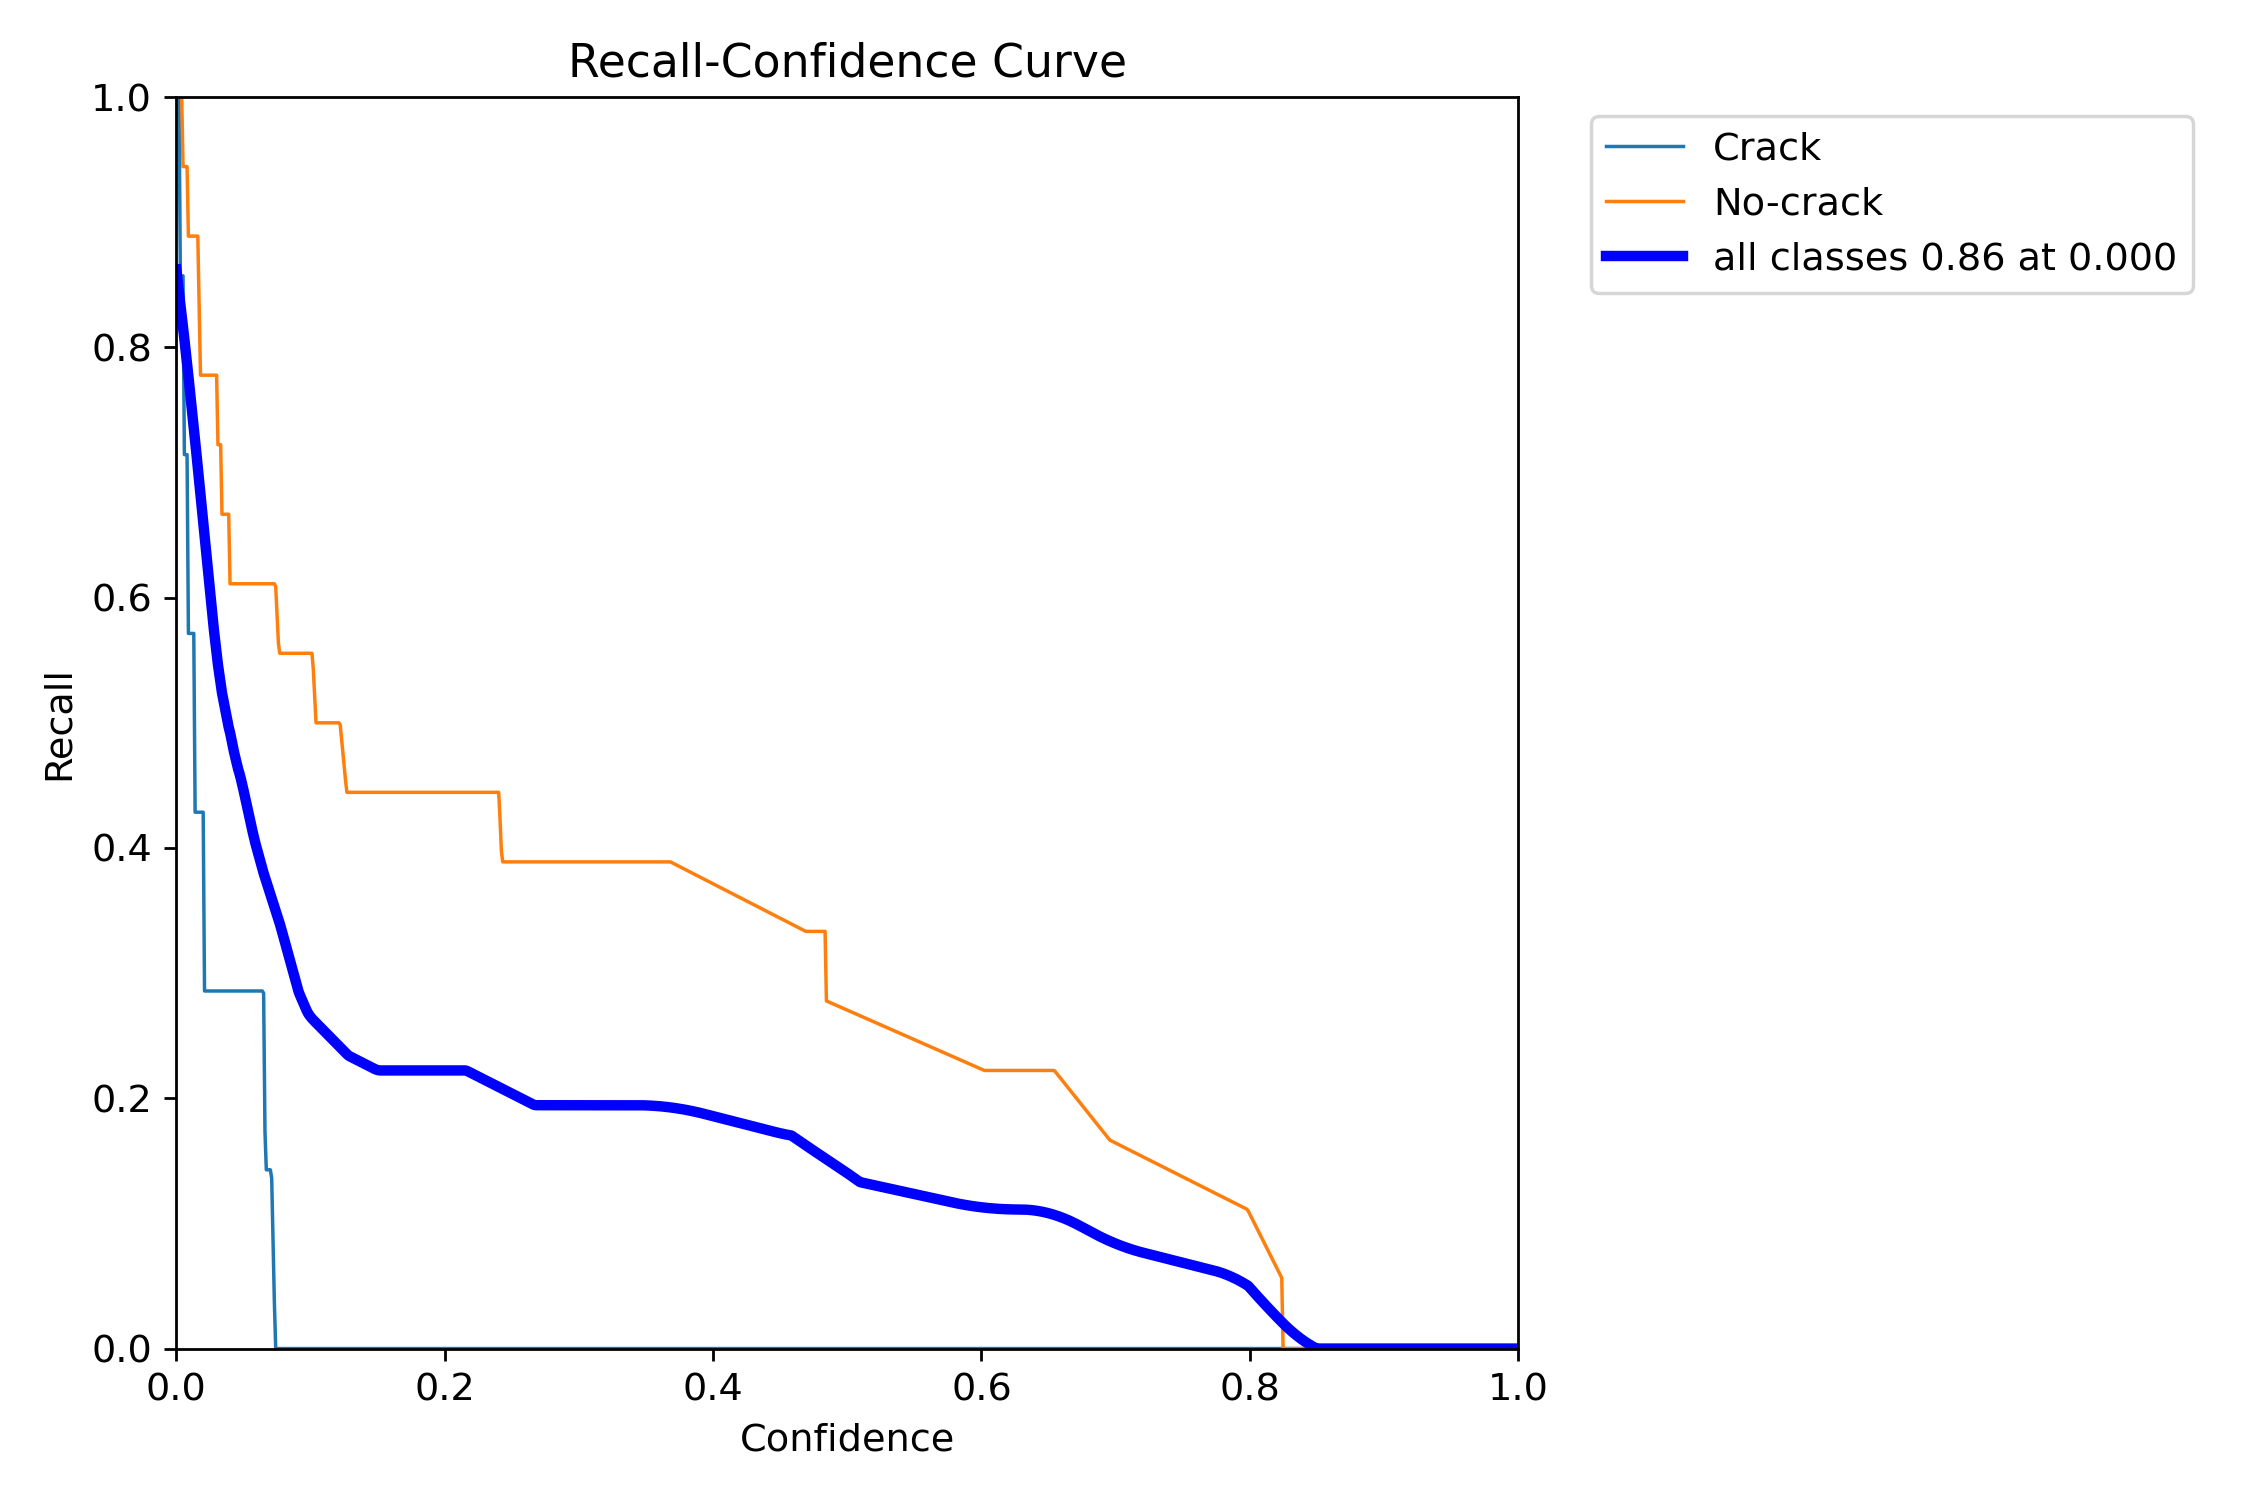 Recall-Confidence Curve
Crack
No-crack
all classes 0.86 at 0.000
1.0
0.8
0.6
0.4
0.2
0.0
Recall
0.0 0.2 0.4 0.6 0.8 1.0
Confidence